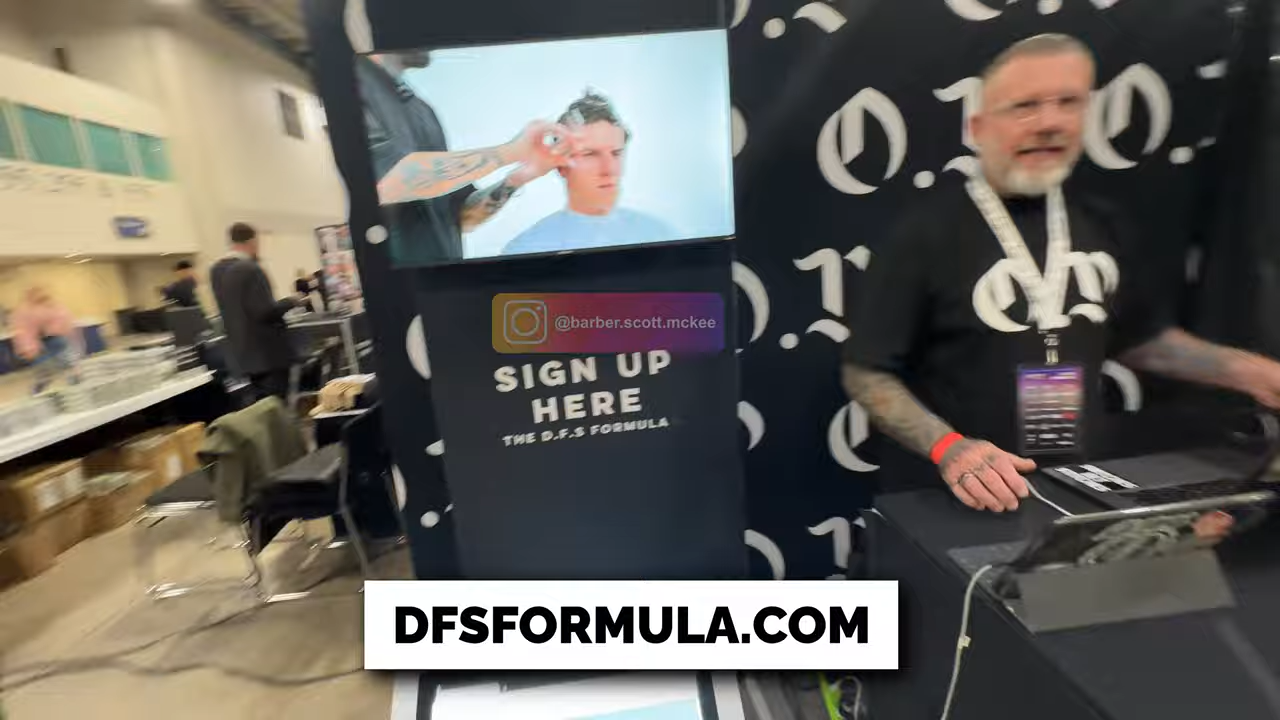 @barber.scott.mckee
SIGN UP
HERE
THE D.F.S FORMULA
DFSFORMULA.COM